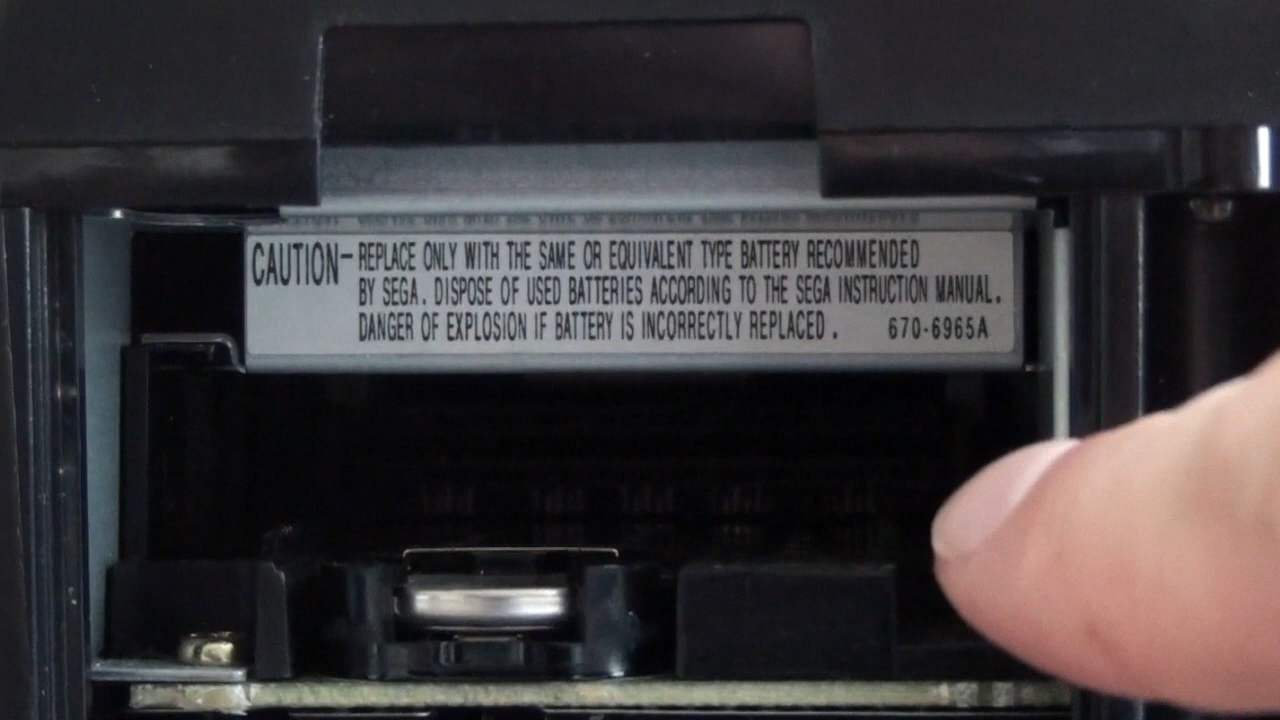 CAUTION- REPLACE ONLY WITH THE SAME OR EQUIVALENT TYPE BATTERY RECOMMENDED
BY SEGA. DISPOSE OF USED BATTERIES ACCORDING TO THE SEGA INSTRUCTION MANUAL.
DANGER OF EXPLOSION IF BATTERY IS INCORRECTLY REPLACED. 670-6965A